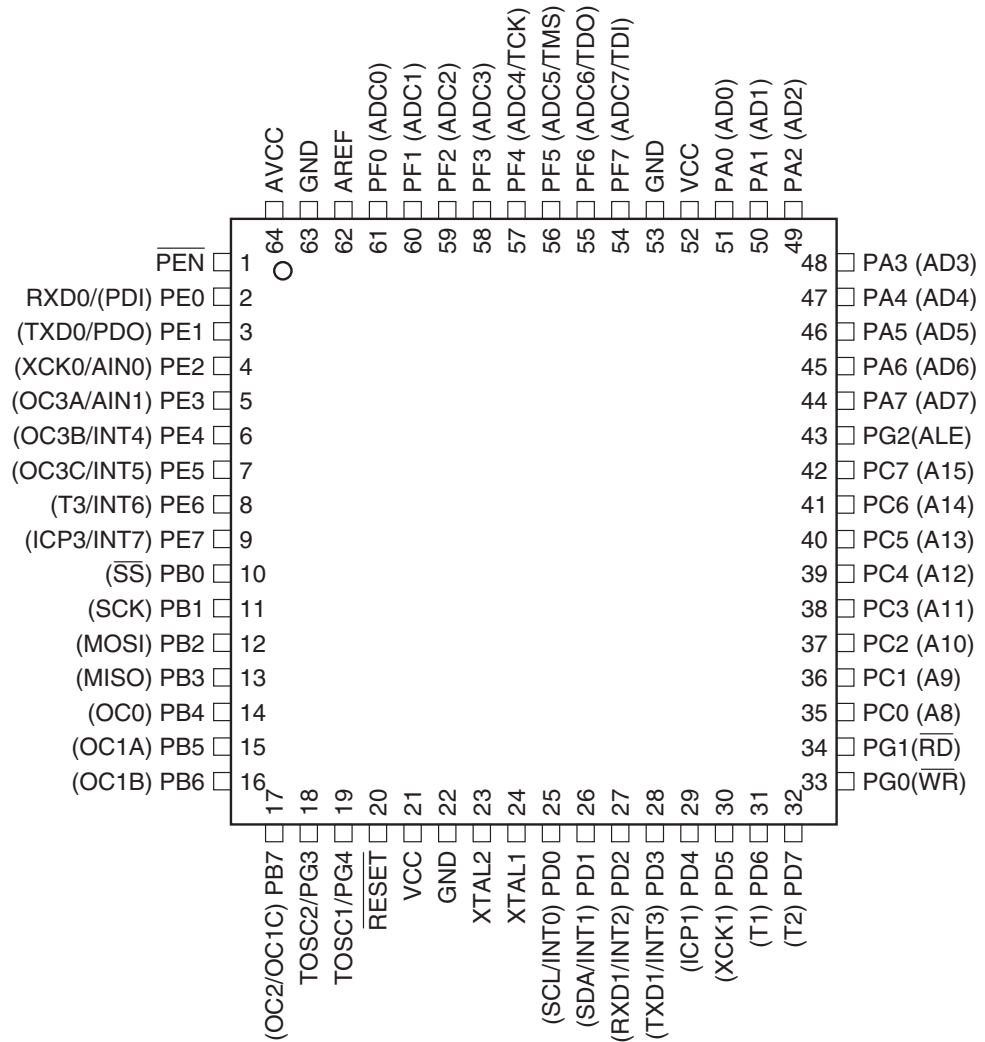 AVCC
GND
AREF
PF0 (ADC0)
PF1 (ADC1)
PF2 (ADC2)
PF3 (ADC3)
PF4 (ADC4/TCK)
PF5 (ADC5/TMS)
PF6 (ADC6/TDO)
PF7 (ADC7/TDI)
GND
VCC
PA0 (AD0)
PA1 (AD1)
PA2 (AD2)
64
63
62
61
60
59
58
57
56
55
54
53
52
51
50
49
PEN 1
RXD0/(PDI) PE0 2
(TXD0/PDO) PE1 3
(XCK0/AIN0) PE2 4
(OC3A/AIN1) PE3 5
(OC3B/INT4) PE4 6
(OC3C/INT5) PE5 7
(T3/INT6) PE6 8
(ICP3/INT7) PE7 9
(SS) PB0 10
(SCK) PB1 11
(MOSI) PB2 12
(MISO) PB3 13
(OC0) PB4 14
(OC1A) PB5 15
(OC1B) PB6 16
48 PA3 (AD3)
47 PA4 (AD4)
46 PA5 (AD5)
45 PA6 (AD6)
44 PA7 (AD7)
43 PG2(ALE)
42 PC7 (A15)
41 PC6 (A14)
40 PC5 (A13)
39 PC4 (A12)
38 PC3 (A11)
37 PC2 (A10)
36 PC1 (A9)
35 PC0 (A8)
34 PG1(RD)
33 PG0(WR)
17
18
19
20
21
22
23
24
25
26
27
28
29
30
31
32
(OC2/OC1C) PB7
TOSC2/PG3
TOSC1/PG4
RESET
VCC
GND
XTAL2
XTAL1
(SCL/INT0) PD0
(SDA/INT1) PD1
(RXD1/INT2) PD2
(TXD1/INT3) PD3
(ICP1) PD4
(XCK1) PD5
(T1) PD6
(T2) PD7